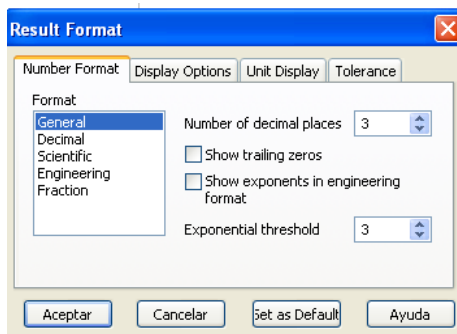 Result Format
Number Format Display Options Unit Display Tolerance
Format
General
Decimal
Scientific
Engineering
Fraction
Number of decimal places 3
Show trailing zeros
Show exponents in engineering
format
Exponential threshold 3
Aceptar Cancelar Set as Default Ayuda